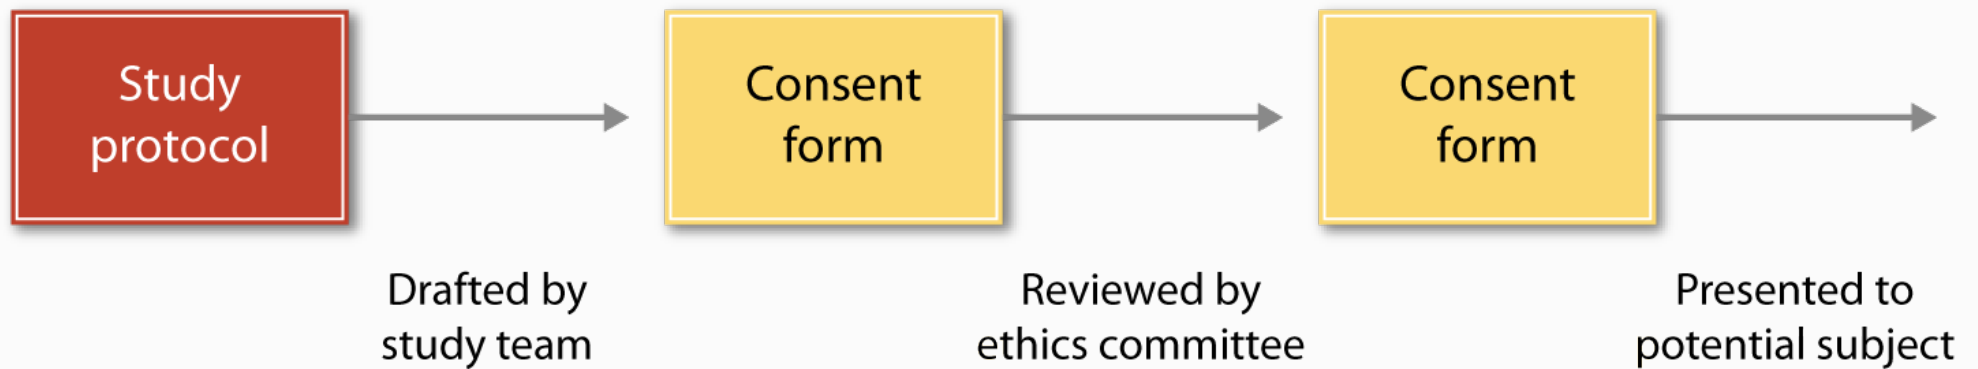 Study
protocol
Consent
form
Consent
form
Drafted by
study team
Reviewed by
ethics committee
Presented to
potential subject